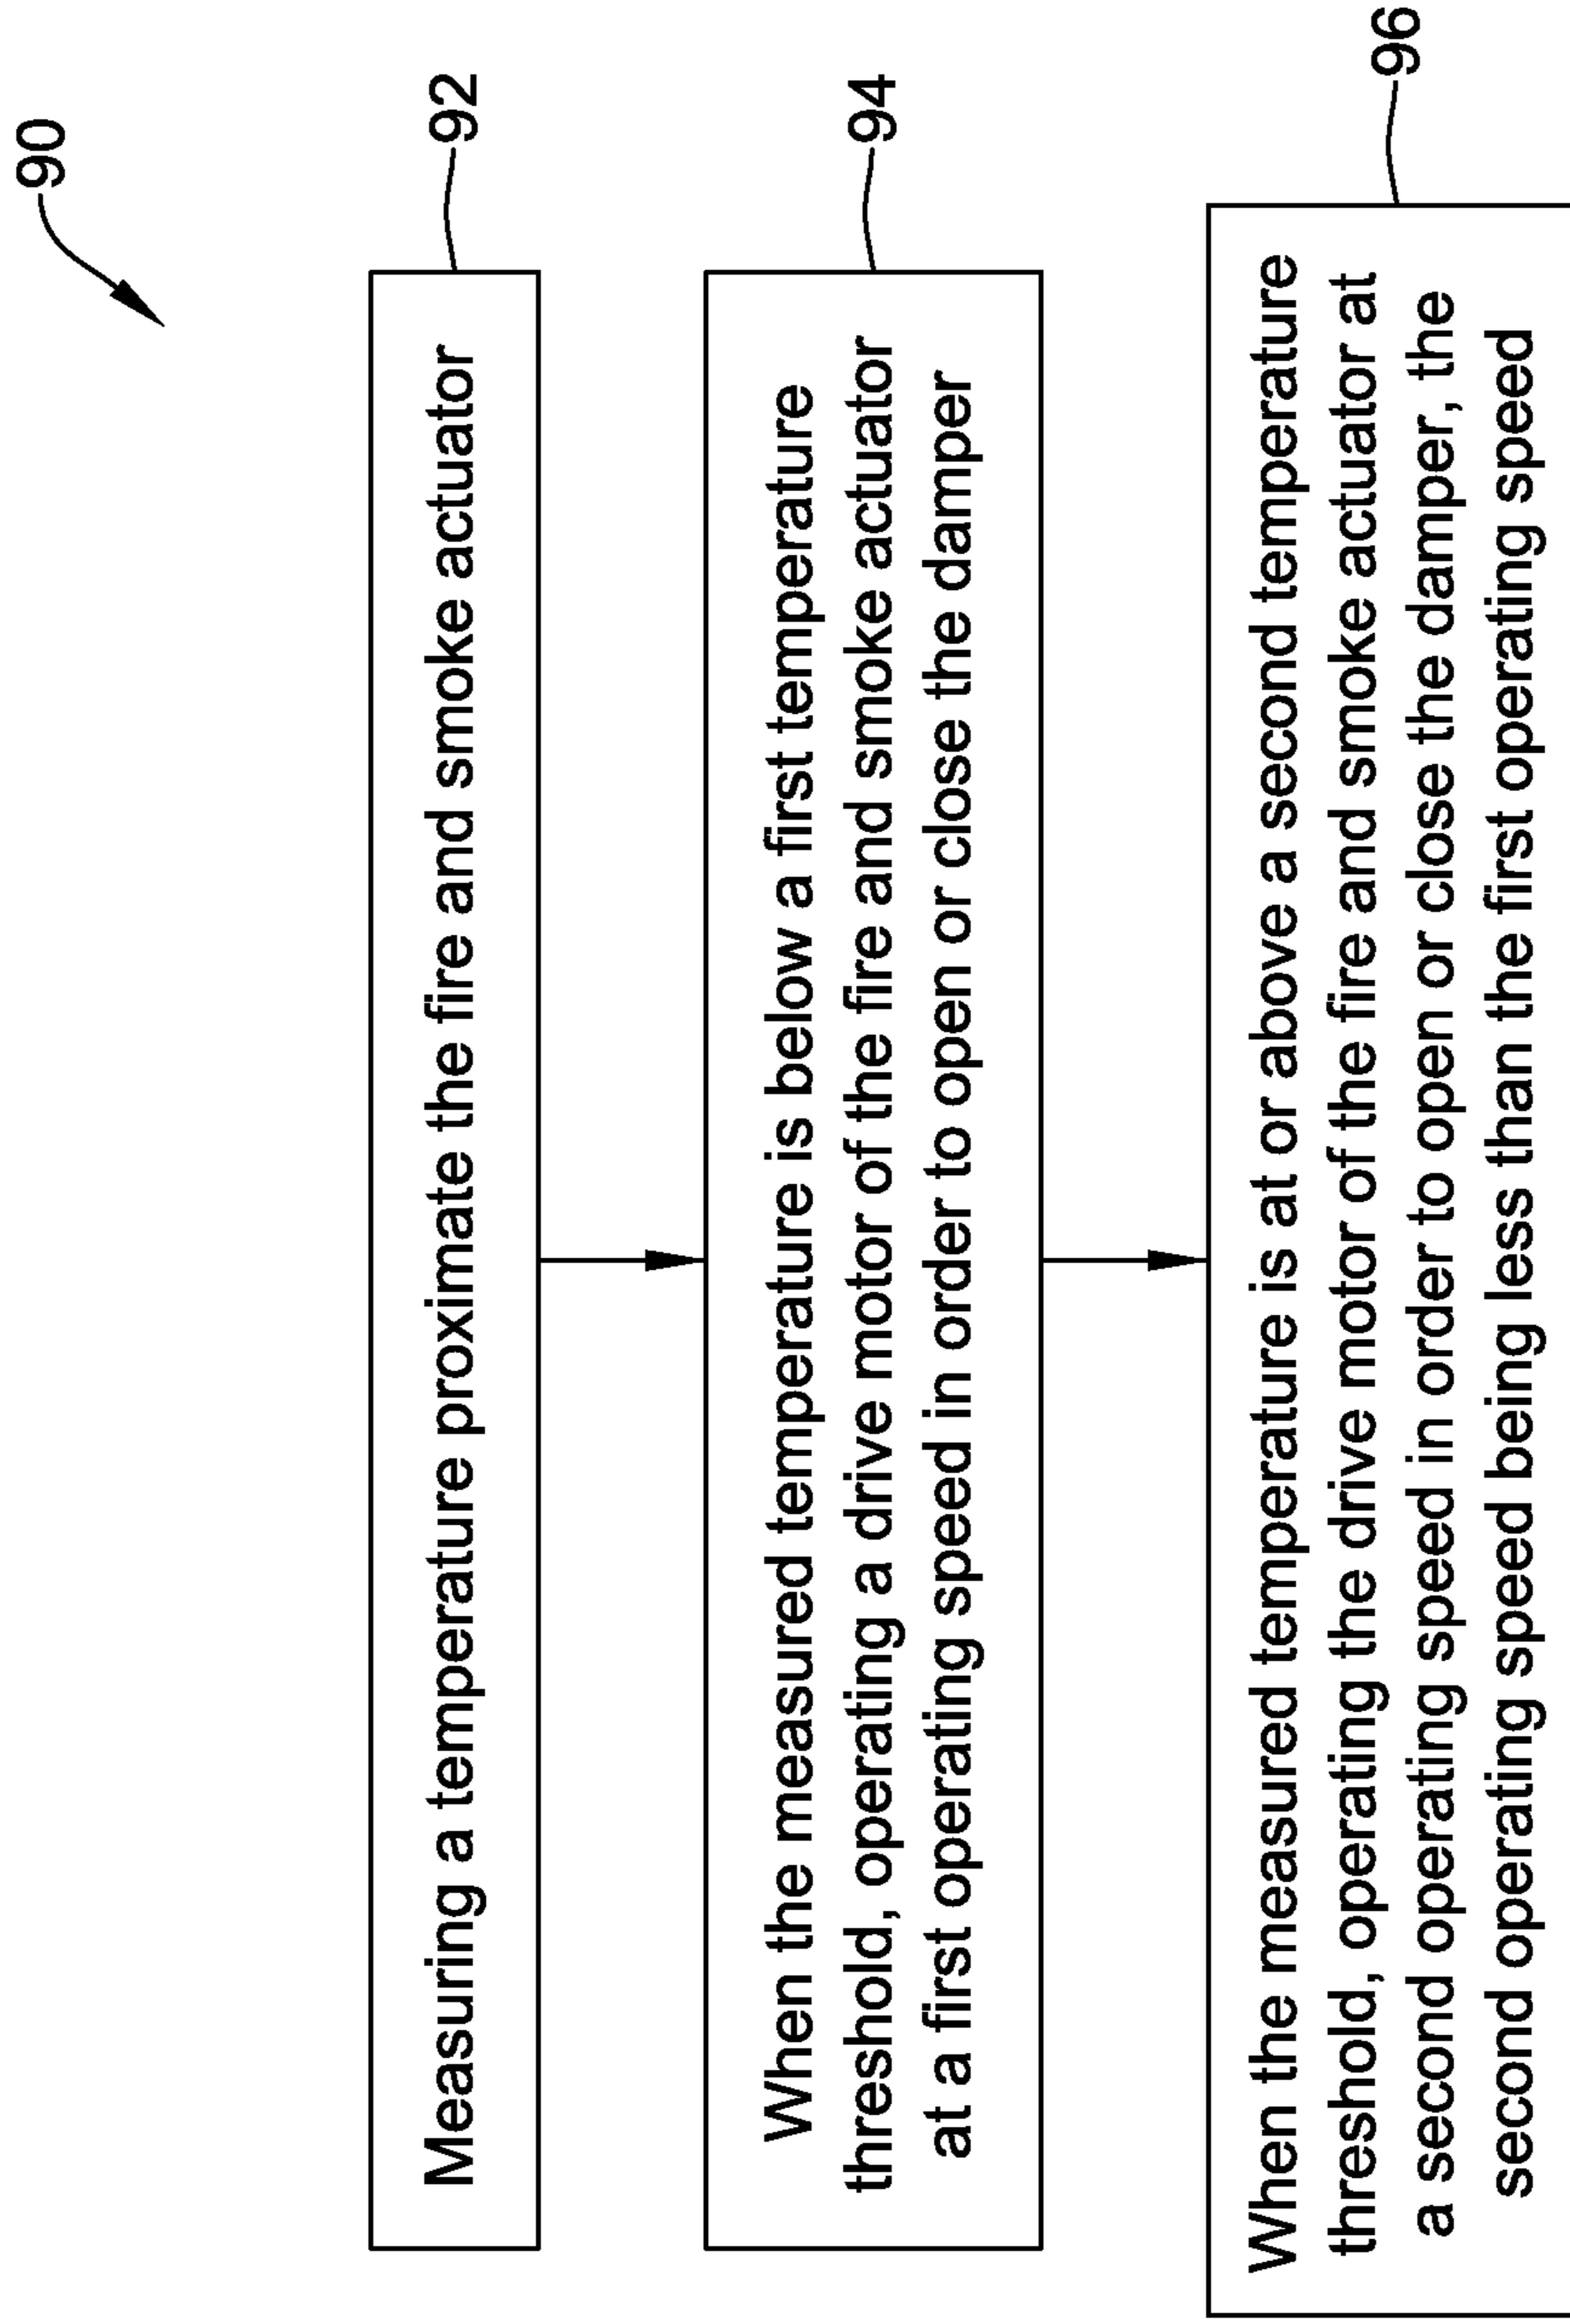 90
Measuring a temperature proximate the fire and smoke actuator
92
When the measured temperature is below a first temperature
threshold, operating a drive motor of the fire and smoke actuator
at a first operating speed in order to open or close the damper
94
When the measured temperature is at or above a second temperature
threshold, operating the drive motor of the fire and smoke actuator at
a second operating speed in order to open or close the damper, the
second operating speed being less than the first operating speed
96